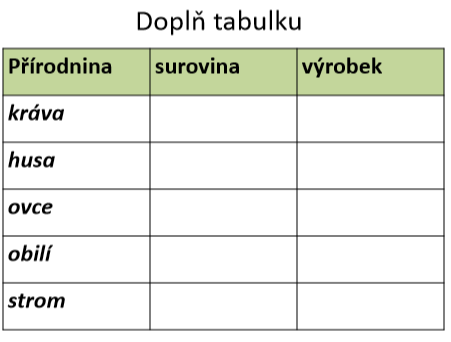 Doplň tabulku
Přírodnina surovina výrobek
kráva
husa
ovce
obilí
strom